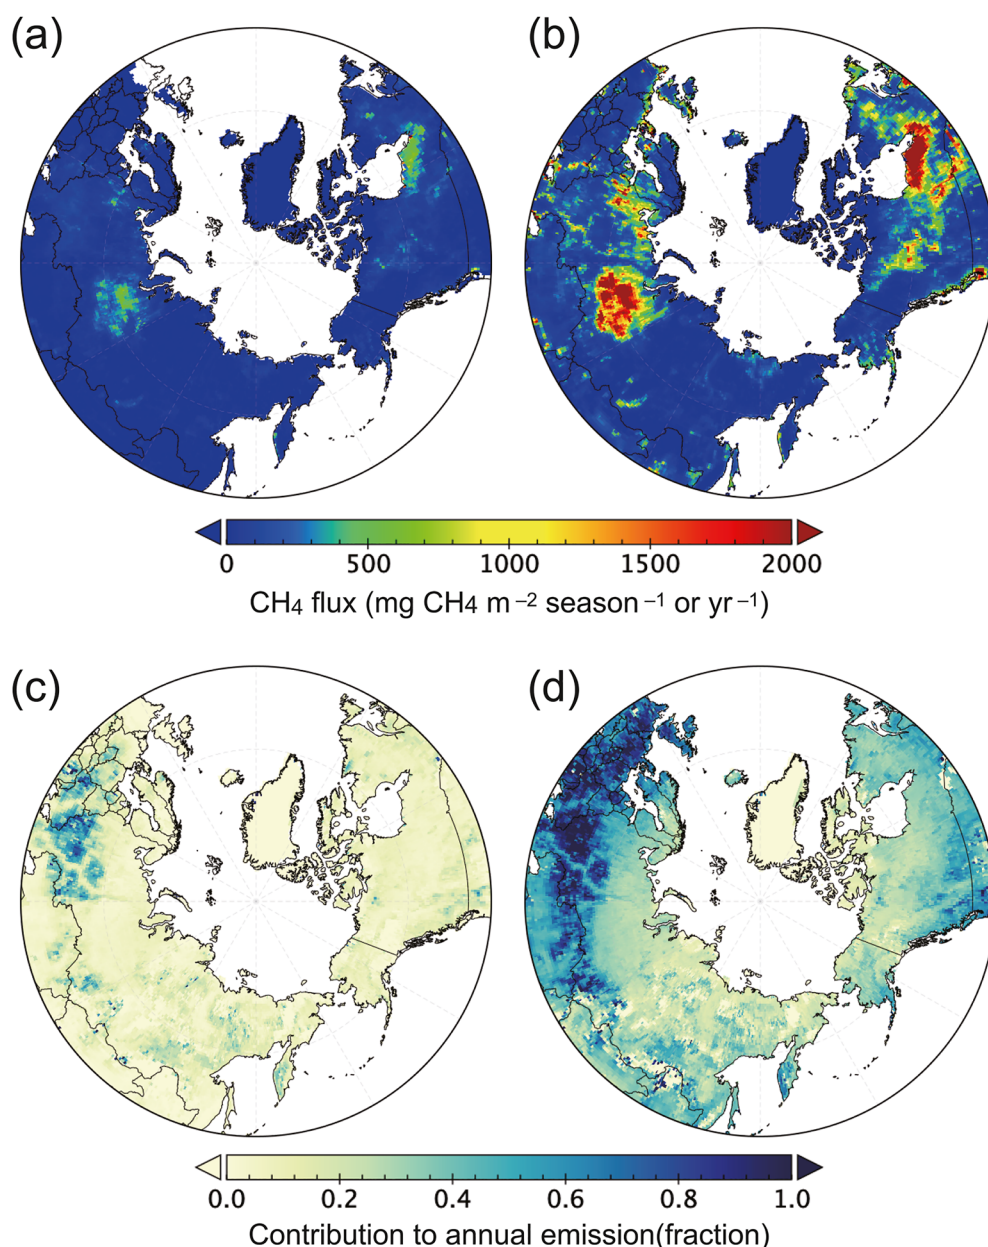 (a) (b)
0 500 1000 1500 2000
CH4 flux (mg CH4 m −2 season −1 or yr −1)
(c) (d)
0.0 0.2 0.4 0.6 0.8 1.0
Contribution to annual emission(fraction)